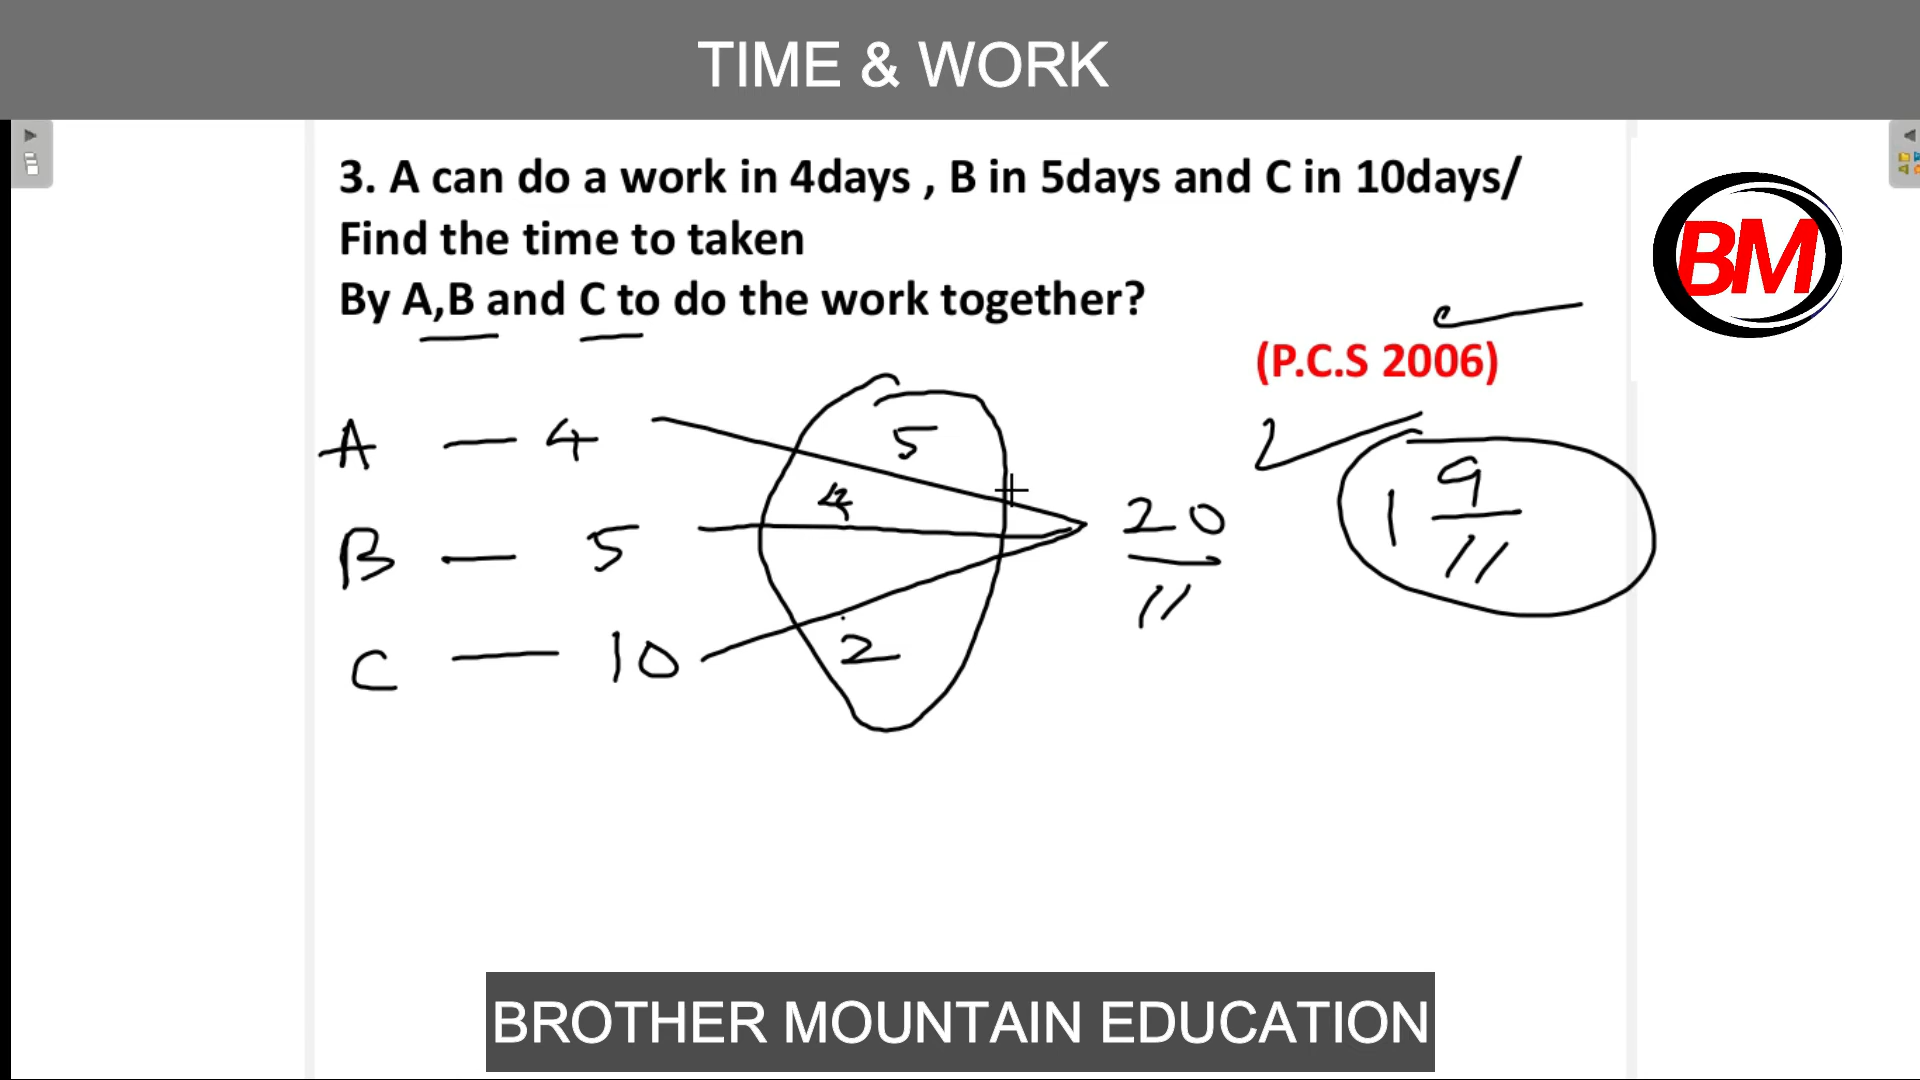 TIME & WORK
3. A can do a work in 4days , B in 5days and C in 10days/
Find the time to taken
By A,B and C to do the work together?
BM
(P.C.S 2006)
A — 4
5
4
B — 5
20
11
1 9
11
C — 10
2
BROTHER MOUNTAIN EDUCATION